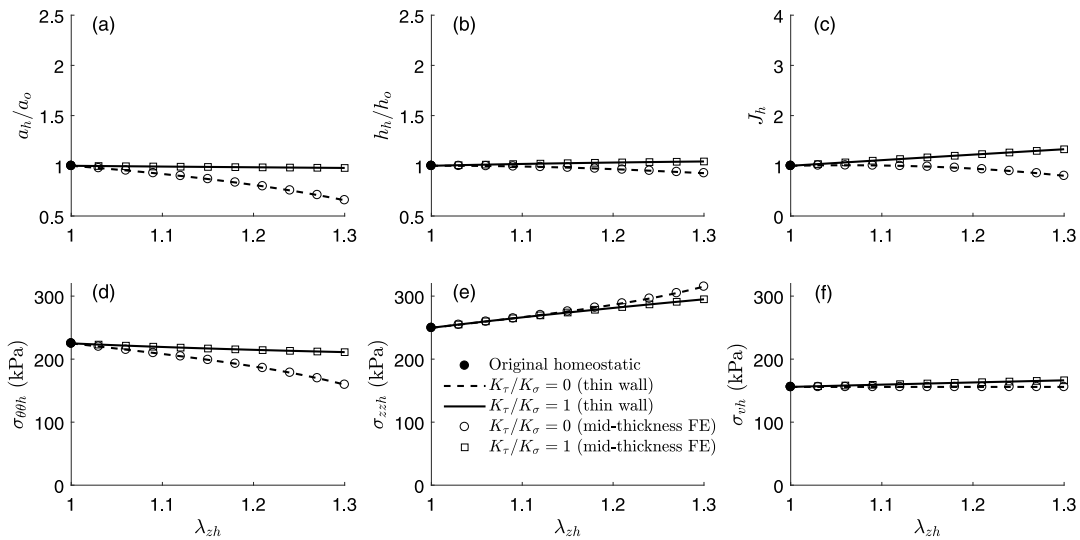 (a)
2.5
2
1.5
1
0.5
a_h/a_o
1
1.1
1.2
1.3
(b)
2.5
2
1.5
1
0.5
h_h/h_o
1
1.1
1.2
1.3
(c)
4
3
2
1
0
J_h
1
1.1
1.2
1.3
(d)
300
200
100
0
σ_θθh (kPa)
1
1.1
1.2
1.3
λ_zh
(e)
300
200
100
0
σ_zzh (kPa)
Original homeostatic
K_τ/K_σ = 0 (thin wall)
K_τ/K_σ = 1 (thin wall)
K_τ/K_σ = 0 (mid-thickness FE)
K_τ/K_σ = 1 (mid-thickness FE)
1
1.1
1.2
1.3
λ_zh
(f)
300
200
100
0
σ_vh (kPa)
1
1.1
1.2
1.3
λ_zh